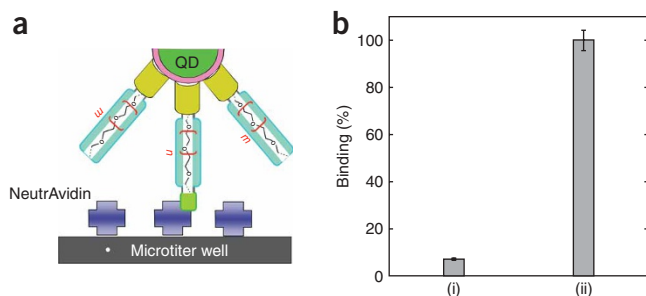 a
QD
m
n
m
NeutrAvidin
Microtiter well
b
Binding (%)
100
80
60
40
20
0
(i)
(ii)